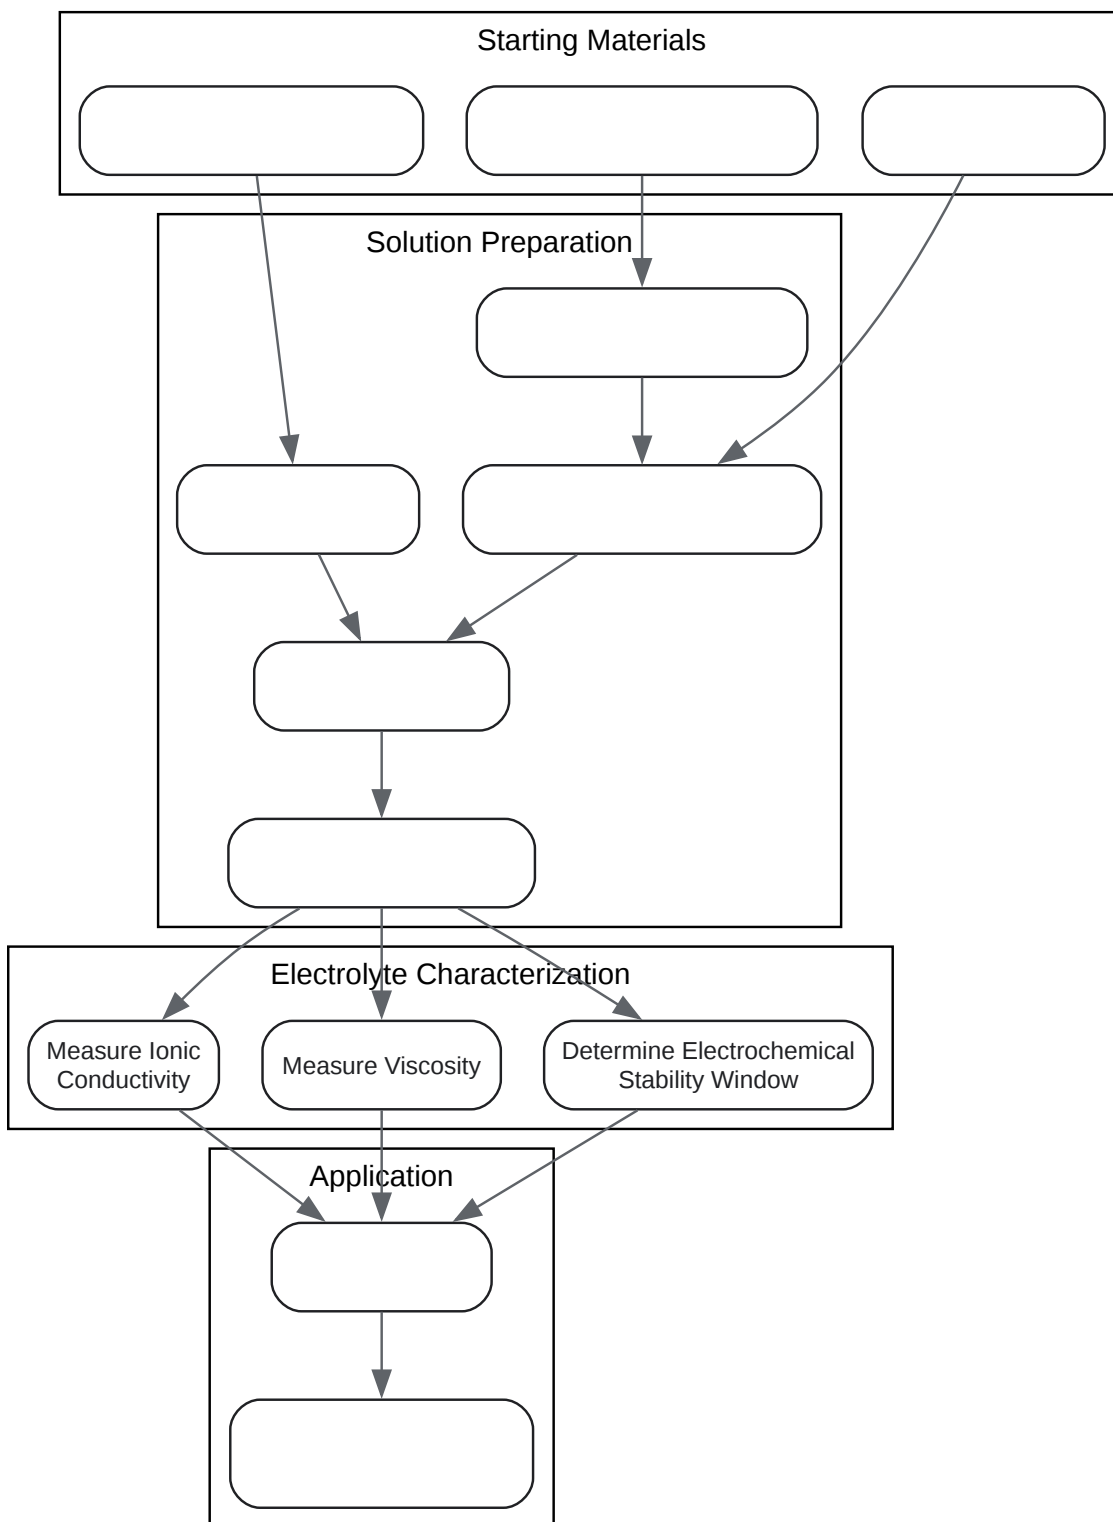 Starting Materials
Solution Preparation
Electrolyte Characterization
Measure Ionic
Conductivity
Measure Viscosity
Determine Electrochemical
Stability Window
Application